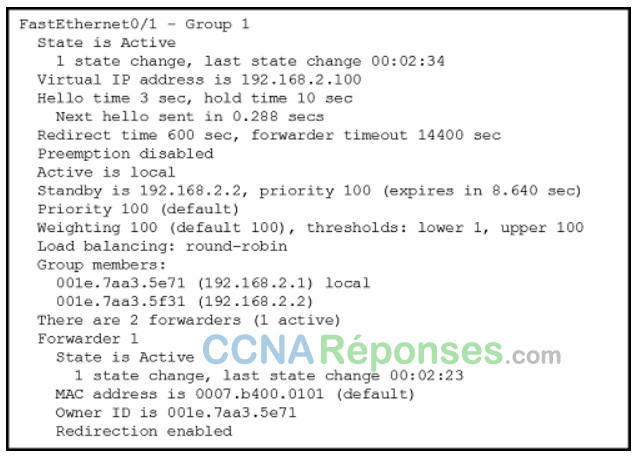 FastEthernet0/1 - Group 1
State is Active
1 state change, last state change 00:02:34
Virtual IP address is 192.168.2.100
Hello time 3 sec, hold time 10 sec
Next hello sent in 0.288 secs
Redirect time 600 sec, forwarder timeout 14400 sec
Preemption disabled
Active is local
Standby is 192.168.2.2, priority 100 (expires in 8.640 sec)
Priority 100 (default)
Weighting 100 (default 100), thresholds: lower 1, upper 100
Load balancing: round-robin
Group members:
001e.7aa3.5e71 (192.168.2.1) local
001e.7aa3.5f31 (192.168.2.2)
There are 2 forwarders (1 active)
Forwarder 1
State is Active
CCNARéponses.com
1 state change, last state change 00:02:23
MAC address is 0007.b400.0101 (default)
Owner ID is 001e.7aa3.5e71
Redirection enabled